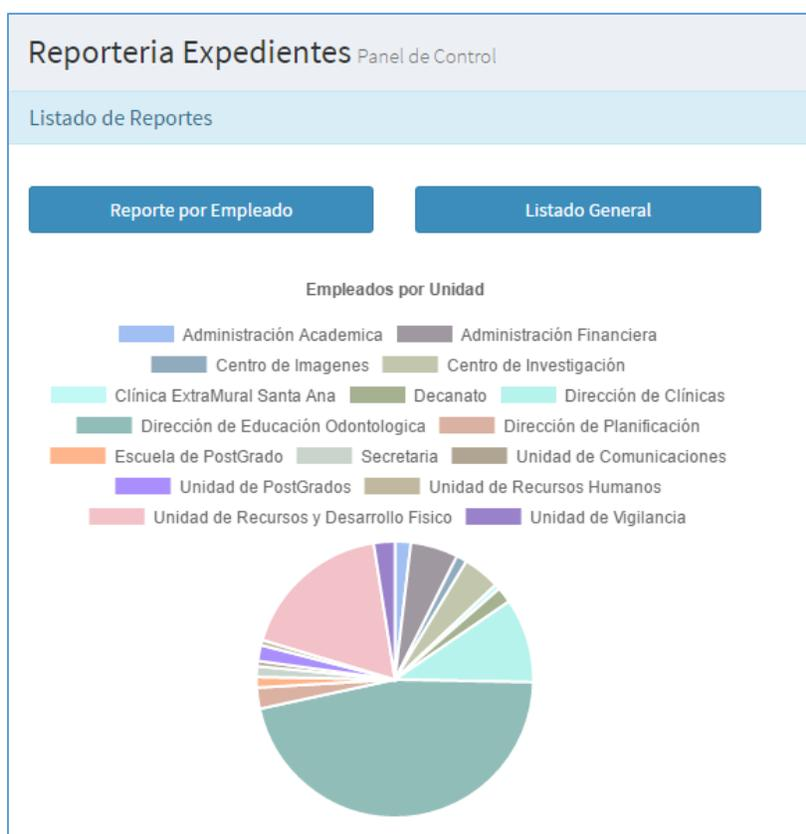 Reporteria Expedientes Panel de Control
Listado de Reportes
Reporte por Empleado Listado General
Empleados por Unidad
Administración Academica Administración Financiera
Centro de Imagenes Centro de Investigación
Clínica ExtraMural Santa Ana Decanato Dirección de Clínicas
Dirección de Educación Odontologica Dirección de Planificación
Escuela de PostGrado Secretaria Unidad de Comunicaciones
Unidad de PostGrados Unidad de Recursos Humanos
Unidad de Recursos y Desarrollo Fisico Unidad de Vigilancia